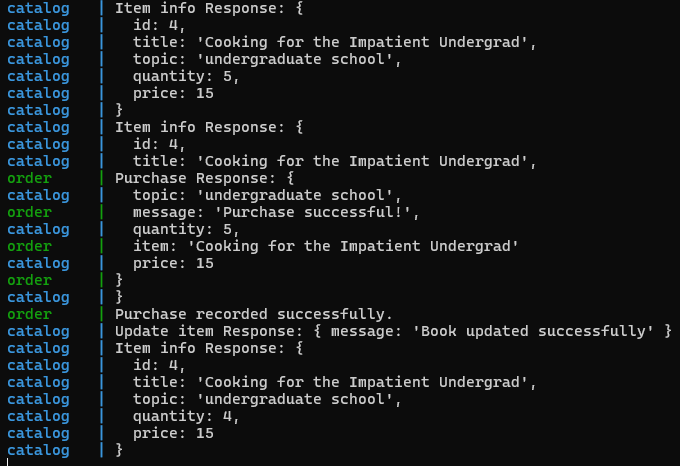 catalog | Item info Response: {
catalog |   id: 4,
catalog |   title: 'Cooking for the Impatient Undergrad',
catalog |   topic: 'undergraduate school',
catalog |   quantity: 5,
catalog |   price: 15
catalog | }
catalog | Item info Response: {
catalog |   id: 4,
catalog |   title: 'Cooking for the Impatient Undergrad',
order   | Purchase Response: {
catalog |   topic: 'undergraduate school',
order   |   message: 'Purchase successful!',
catalog |   quantity: 5,
order   |   item: 'Cooking for the Impatient Undergrad'
catalog |   price: 15
order   | }
catalog | }
order   | Purchase recorded successfully.
catalog | Update item Response: { message: 'Book updated successfully' }
catalog | Item info Response: {
catalog |   id: 4,
catalog |   title: 'Cooking for the Impatient Undergrad',
catalog |   topic: 'undergraduate school',
catalog |   quantity: 4,
catalog |   price: 15
catalog | }